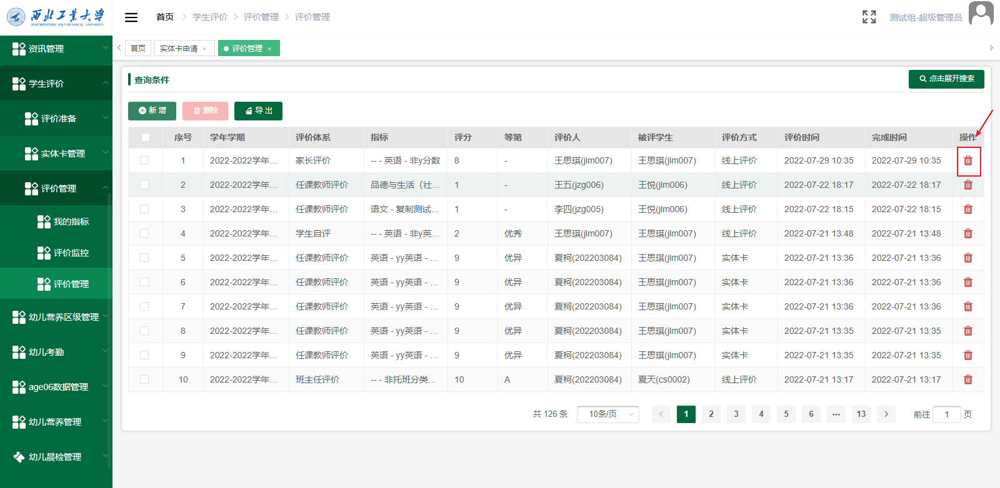 西北工业大学
NORTHWESTERN POLYTECHNICAL UNIVERSITY
首页 学生评价 评价管理 评价管理
测试组-超级管理员
首页 实体卡申请 × 评价管理 ×
资讯管理
学生评价
评价准备
实体卡管理
评价管理
我的指标
评价监控
评价管理
幼儿营养区级管理
幼儿考勤
age06数据管理
幼儿营养管理
幼儿晨检管理
查询条件
点击展开搜索
新 增 删除 导 出
序号 学年学期 评价体系 指标 评分 等第 评价人 被评学生 评价方式 评价时间 完成时间 操作
1 2022-2022学年... 家长评价 -- - 英语 - 非y分数 8 - 王思琪(jlm007) 王思琪(jlm007) 线上评价 2022-07-29 10:35 2022-07-29 10:35
2 2022-2022学年... 任课教师评价 品德与生活（社... 1 - 王五(jzg006) 王悦(jlm006) 线上评价 2022-07-22 18:17 2022-07-22 18:17
3 2022-2022学年... 任课教师评价 语文 - 复制测试... 1 - 李四(jzg005) 王悦(jlm006) 线上评价 2022-07-22 18:15 2022-07-22 18:15
4 2022-2022学年... 学生自评 -- - 英语 - 非y英... 2 优秀 王思琪(jlm007) 王思琪(jlm007) 线上评价 2022-07-21 13:48 2022-07-21 13:48
5 2022-2022学年... 任课教师评价 英语 - yy英语 - ... 9 优异 夏柯(202203084) 王思琪(jlm007) 实体卡 2022-07-21 13:36 2022-07-21 13:36
6 2022-2022学年... 任课教师评价 英语 - yy英语 - ... 9 优异 夏柯(202203084) 王思琪(jlm007) 实体卡 2022-07-21 13:36 2022-07-21 13:36
7 2022-2022学年... 任课教师评价 英语 - yy英语 - ... 9 优异 夏柯(202203084) 王思琪(jlm007) 实体卡 2022-07-21 13:36 2022-07-21 13:36
8 2022-2022学年... 任课教师评价 英语 - yy英语 - ... 9 优异 夏柯(202203084) 王思琪(jlm007) 实体卡 2022-07-21 13:35 2022-07-21 13:35
9 2022-2022学年... 任课教师评价 英语 - yy英语 - ... 9 优异 夏柯(202203084) 王思琪(jlm007) 实体卡 2022-07-21 13:35 2022-07-21 13:35
10 2022-2022学年... 班主任评价 -- - 非托班分类... 10 A 夏柯(202203084) 夏天(cs0002) 线上评价 2022-07-21 13:17 2022-07-21 13:17
共 126 条 10条/页 1 2 3 4 5 6 ••• 13 前往 1 页